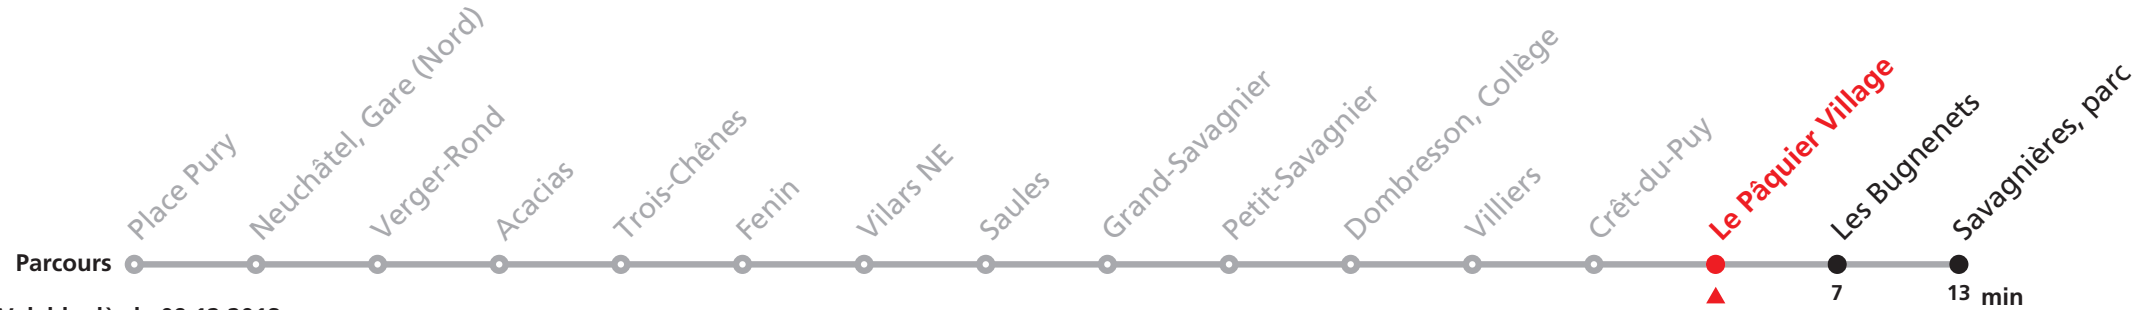 Place Pury
Neuchâtel, Gare (Nord)
Verger-Rond
Acacias
Trois-Chênes
Fenin
Vilars NE
Saules
Grand-Savagnier
Petit-Savagnier
Dombresson, Collège
Villiers
Crêt-du-Puy
Le Pâquier Village
Les Bugnenets
Savagnières, parc
Parcours
7 13 min